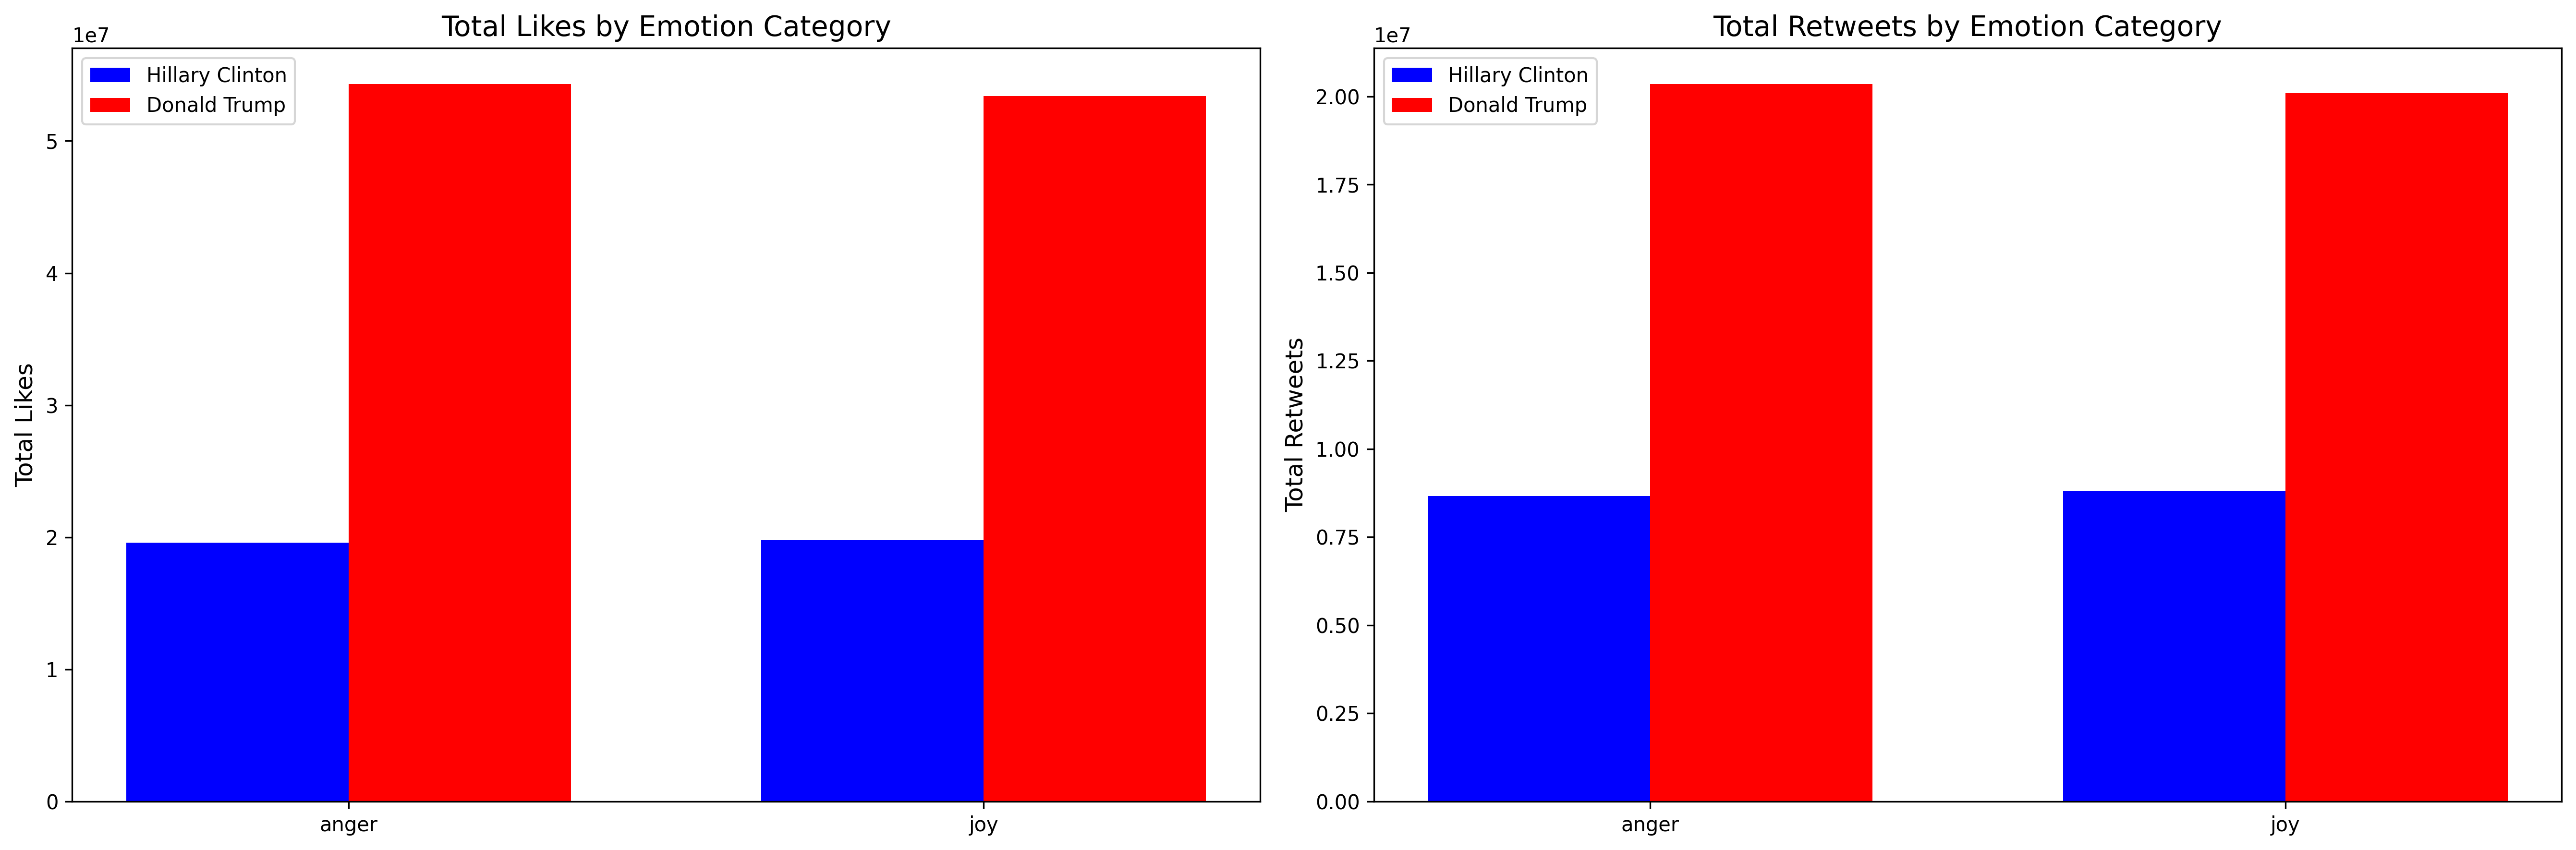 Total Likes by Emotion Category
1e7
Hillary Clinton
Donald Trump
5
4
3
2
1
0
Total Likes
anger
joy
Total Retweets by Emotion Category
1e7
Hillary Clinton
Donald Trump
2.00
1.75
1.50
1.25
1.00
0.75
0.50
0.25
0.00
Total Retweets
anger
joy